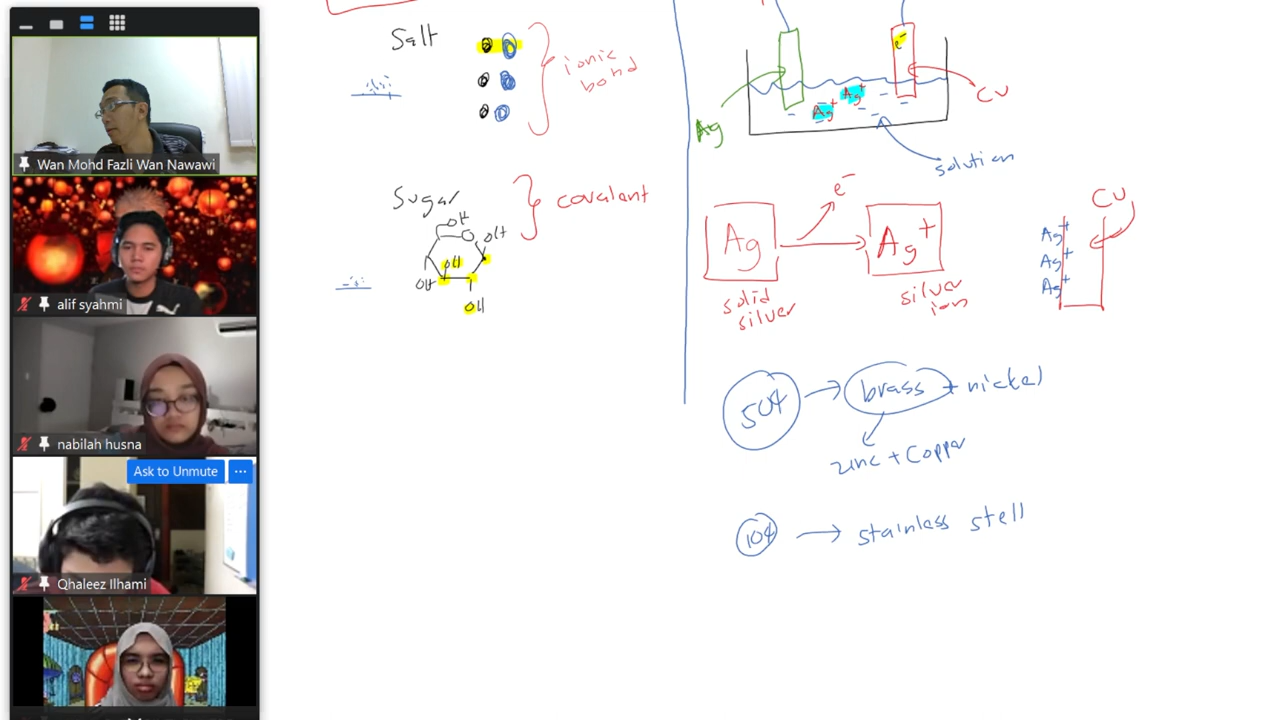 Wan Mohd Fazli Wan Nawawi
alif syahmi
nabilah husna
Ask to Unmute
...
Qhaleez Ilhami
Salt
ionic
bond
Sugar
covalant
OH
OH
OH
OH
OH
e-
Ag+
Ag+
Ag
Cu
solution
e-
Ag
Ag+
solid
silver
silver
ion
Cu
Ag+
Ag+
Ag+
50¢ → brass + nickel
zinc + Copper
10¢ → stainless stell